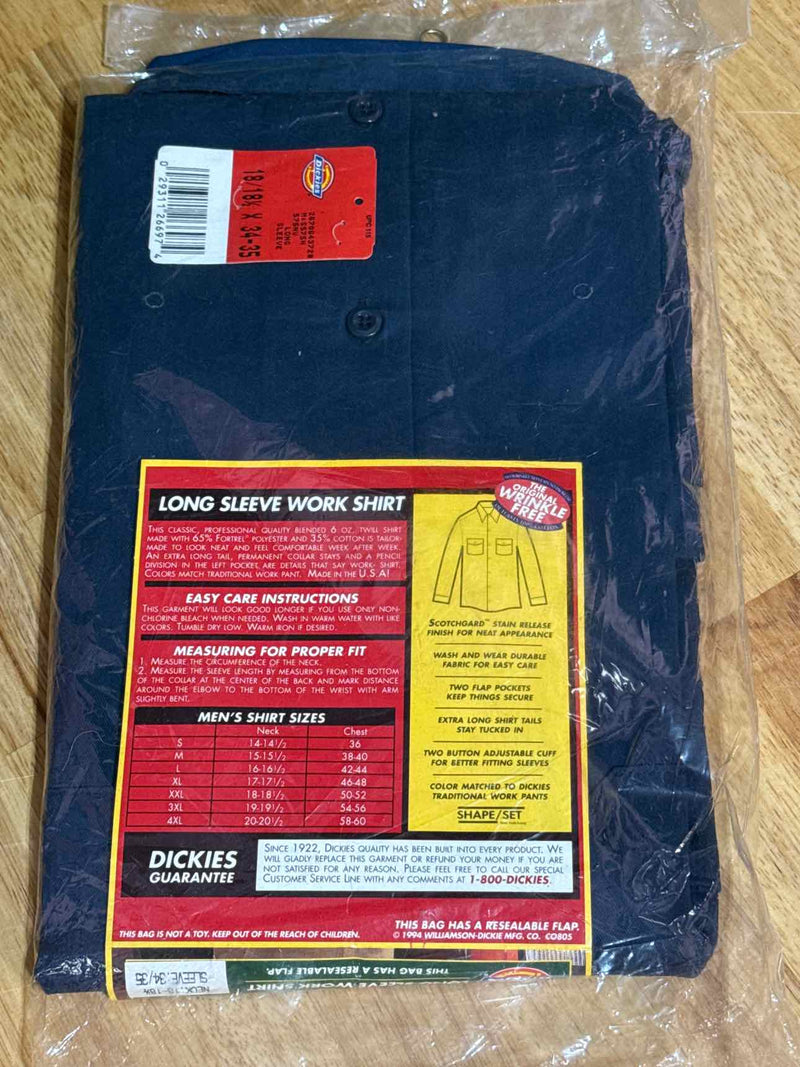 UPC115
Dickies
2679843728
H-65754
575NV
LONG
SLEEVE
18/18½ X 34-35
0 29311 26697 4
LONG SLEEVE WORK SHIRT
THE
ORIGINAL
WRINKLE
FREE
THIS CLASSIC, PROFESSIONAL QUALITY BLENDED 6 OZ. TWILL SHIRT
MADE WITH 65% FORTREL® POLYESTER AND 35% COTTON IS TAILOR-
MADE TO LOOK NEAT AND FEEL COMFORTABLE WEEK AFTER WEEK.
AN EXTRA LONG TAIL, PERMANENT COLLAR STAYS AND A PENCIL
DIVISION IN THE LEFT POCKET ARE DETAILS THAT SAY WORK- SHIRT.
COLORS MATCH TRADITIONAL WORK PANT. MADE IN THE U.S.A!
EASY CARE INSTRUCTIONS
THIS GARMENT WILL LOOK GOOD LONGER IF YOU USE ONLY NON-
CHLORINE BLEACH WHEN NEEDED. WASH IN WARM WATER WITH LIKE
COLORS. TUMBLE DRY LOW. WARM IRON IF DESIRED.
MEASURING FOR PROPER FIT
1. MEASURE THE CIRCUMFERENCE OF THE NECK.
2. MEASURE THE SLEEVE LENGTH BY MEASURING FROM THE BOTTOM
OF THE COLLAR AT THE CENTER OF THE BACK AND MARK DISTANCE
AROUND THE ELBOW TO THE BOTTOM OF THE WRIST WITH ARM
SLIGHTLY BENT.
MEN'S SHIRT SIZES
Neck Chest
S 14-14½ 36
M 15-15½ 38-40
L 16-16½ 42-44
XL 17-17½ 46-48
XXL 18-18½ 50-52
3XL 19-19½ 54-56
4XL 20-20½ 58-60
SCOTCHGARD™ STAIN RELEASE
FINISH FOR NEAT APPEARANCE
WASH AND WEAR DURABLE
FABRIC FOR EASY CARE
TWO FLAP POCKETS
KEEP THINGS SECURE
EXTRA LONG SHIRT TAILS
STAY TUCKED IN
TWO BUTTON ADJUSTABLE CUFF
FOR BETTER FITTING SLEEVES
COLOR MATCHED TO DICKIES
TRADITIONAL WORK PANTS
SHAPE/SET
DICKIES
GUARANTEE
SINCE 1922, DICKIES QUALITY HAS BEEN BUILT INTO EVERY PRODUCT. WE
WILL GLADLY REPLACE THIS GARMENT OR REFUND YOUR MONEY IF YOU ARE
NOT SATISFIED FOR ANY REASON. PLEASE FEEL FREE TO CALL OUR SPECIAL
CUSTOMER SERVICE LINE WITH ANY COMMENTS AT 1-800-DICKIES.
THIS BAG IS NOT A TOY. KEEP OUT OF THE REACH OF CHILDREN.
THIS BAG HAS A RESEALABLE FLAP.
© 1994 WILLIAMSON-DICKIE MFG. CO. CO805
THIS BAG HAS A RESEALABLE FLAP.
SLEEVE WORK SHIRT
NECK: 18-18½
SLEEVE: 34/35